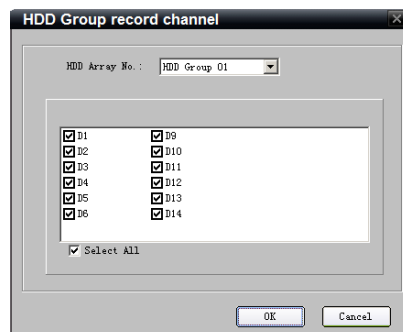 HDD Group record channel
HDD Array No.: HDD Group 01
D1 D9
D2 D10
D3 D11
D4 D12
D5 D13
D6 D14
Select All
OK Cancel